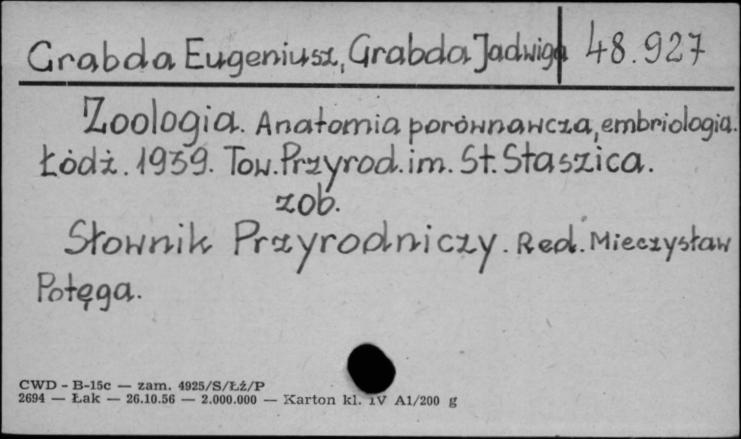 Grabda Eugeniusz, Grabda Jadwiga 48.927
Zoologia. Anatomia porównawcza, embriologia.
Łódź. 1939. Tow. Przyrod. im. St. Staszica.
zob.
Słownik Przyrodniczy. Red. Mieczysław
Potęga.
CWD - B-15c — zam. 4925/S/Łż/P
2694 — Łak — 26.10.56 — 2.000.000 — Karton kl. IV A1/200 g